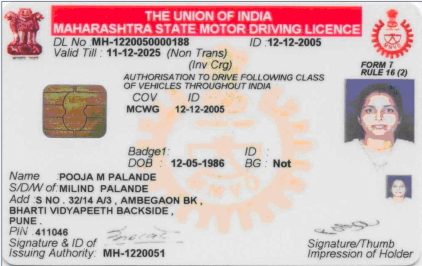 THE UNION OF INDIA
MAHARASHTRA STATE MOTOR DRIVING LICENCE
DL No :MH-1220050000188 ID :12-12-2005
Valid Till : 11-12-2025 (Non Trans)
(Inv Crg)
FORM 7
RULE 16 (2)
AUTHORISATION TO DRIVE FOLLOWING CLASS
OF VEHICLES THROUGHOUT INDIA
COV ID
MCWG 12-12-2005
Badge1: ID :
DOB : 12-05-1986 BG : Not
Name : POOJA M PALANDE
S/D/W of: MILIND PALANDE
Add :S NO . 32/14 A/3 , AMBEGAON BK ,
BHARTI VIDYAPEETH BACKSIDE ,
PUNE .
PIN :411046
Signature & ID of
Issuing Authority: MH-1220051
Signature/Thumb
Impression of Holder